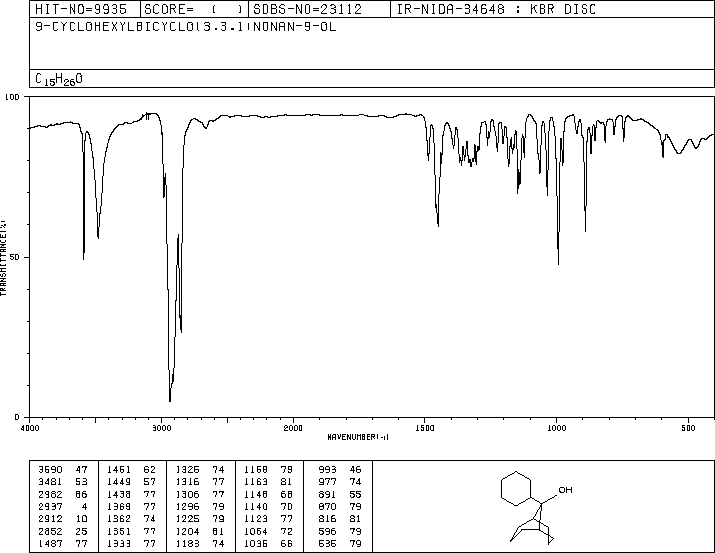 HIT-NO=9935 SCORE= ( ) SDBS-NO=23112 IR-NIDA-34648 : KBR DISC
9-CYCLOHEXYLBICYCLO(3.3.1)NONAN-9-OL
C15H26O
100
50
0
TRANSMITTANCE(%)
4000 3000 2000 1500 1000 500
WAVENUMBER(-1)
3590 47 1461 62 1326 74 1168 79 993 46
3481 53 1449 57 1316 77 1163 81 977 74
2982 66 1438 77 1306 77 1148 68 891 55
2937 4 1369 77 1296 79 1140 70 870 79
2912 10 1362 74 1225 79 1123 77 816 81
2852 25 1351 77 1204 81 1064 72 596 79
1487 77 1333 77 1183 74 1036 66 79
OH